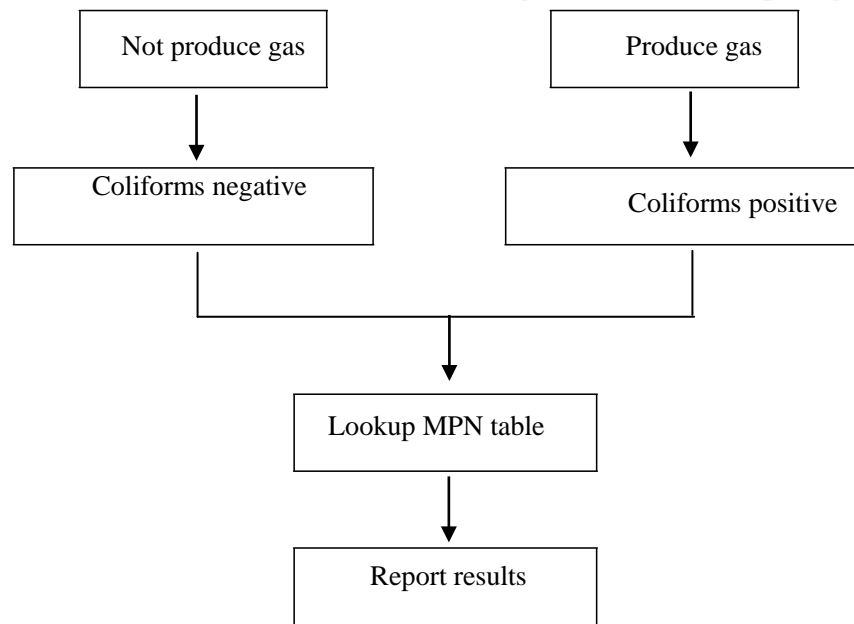 Not produce gas
Produce gas
Coliforms negative
Coliforms positive
Lookup MPN table
Report results